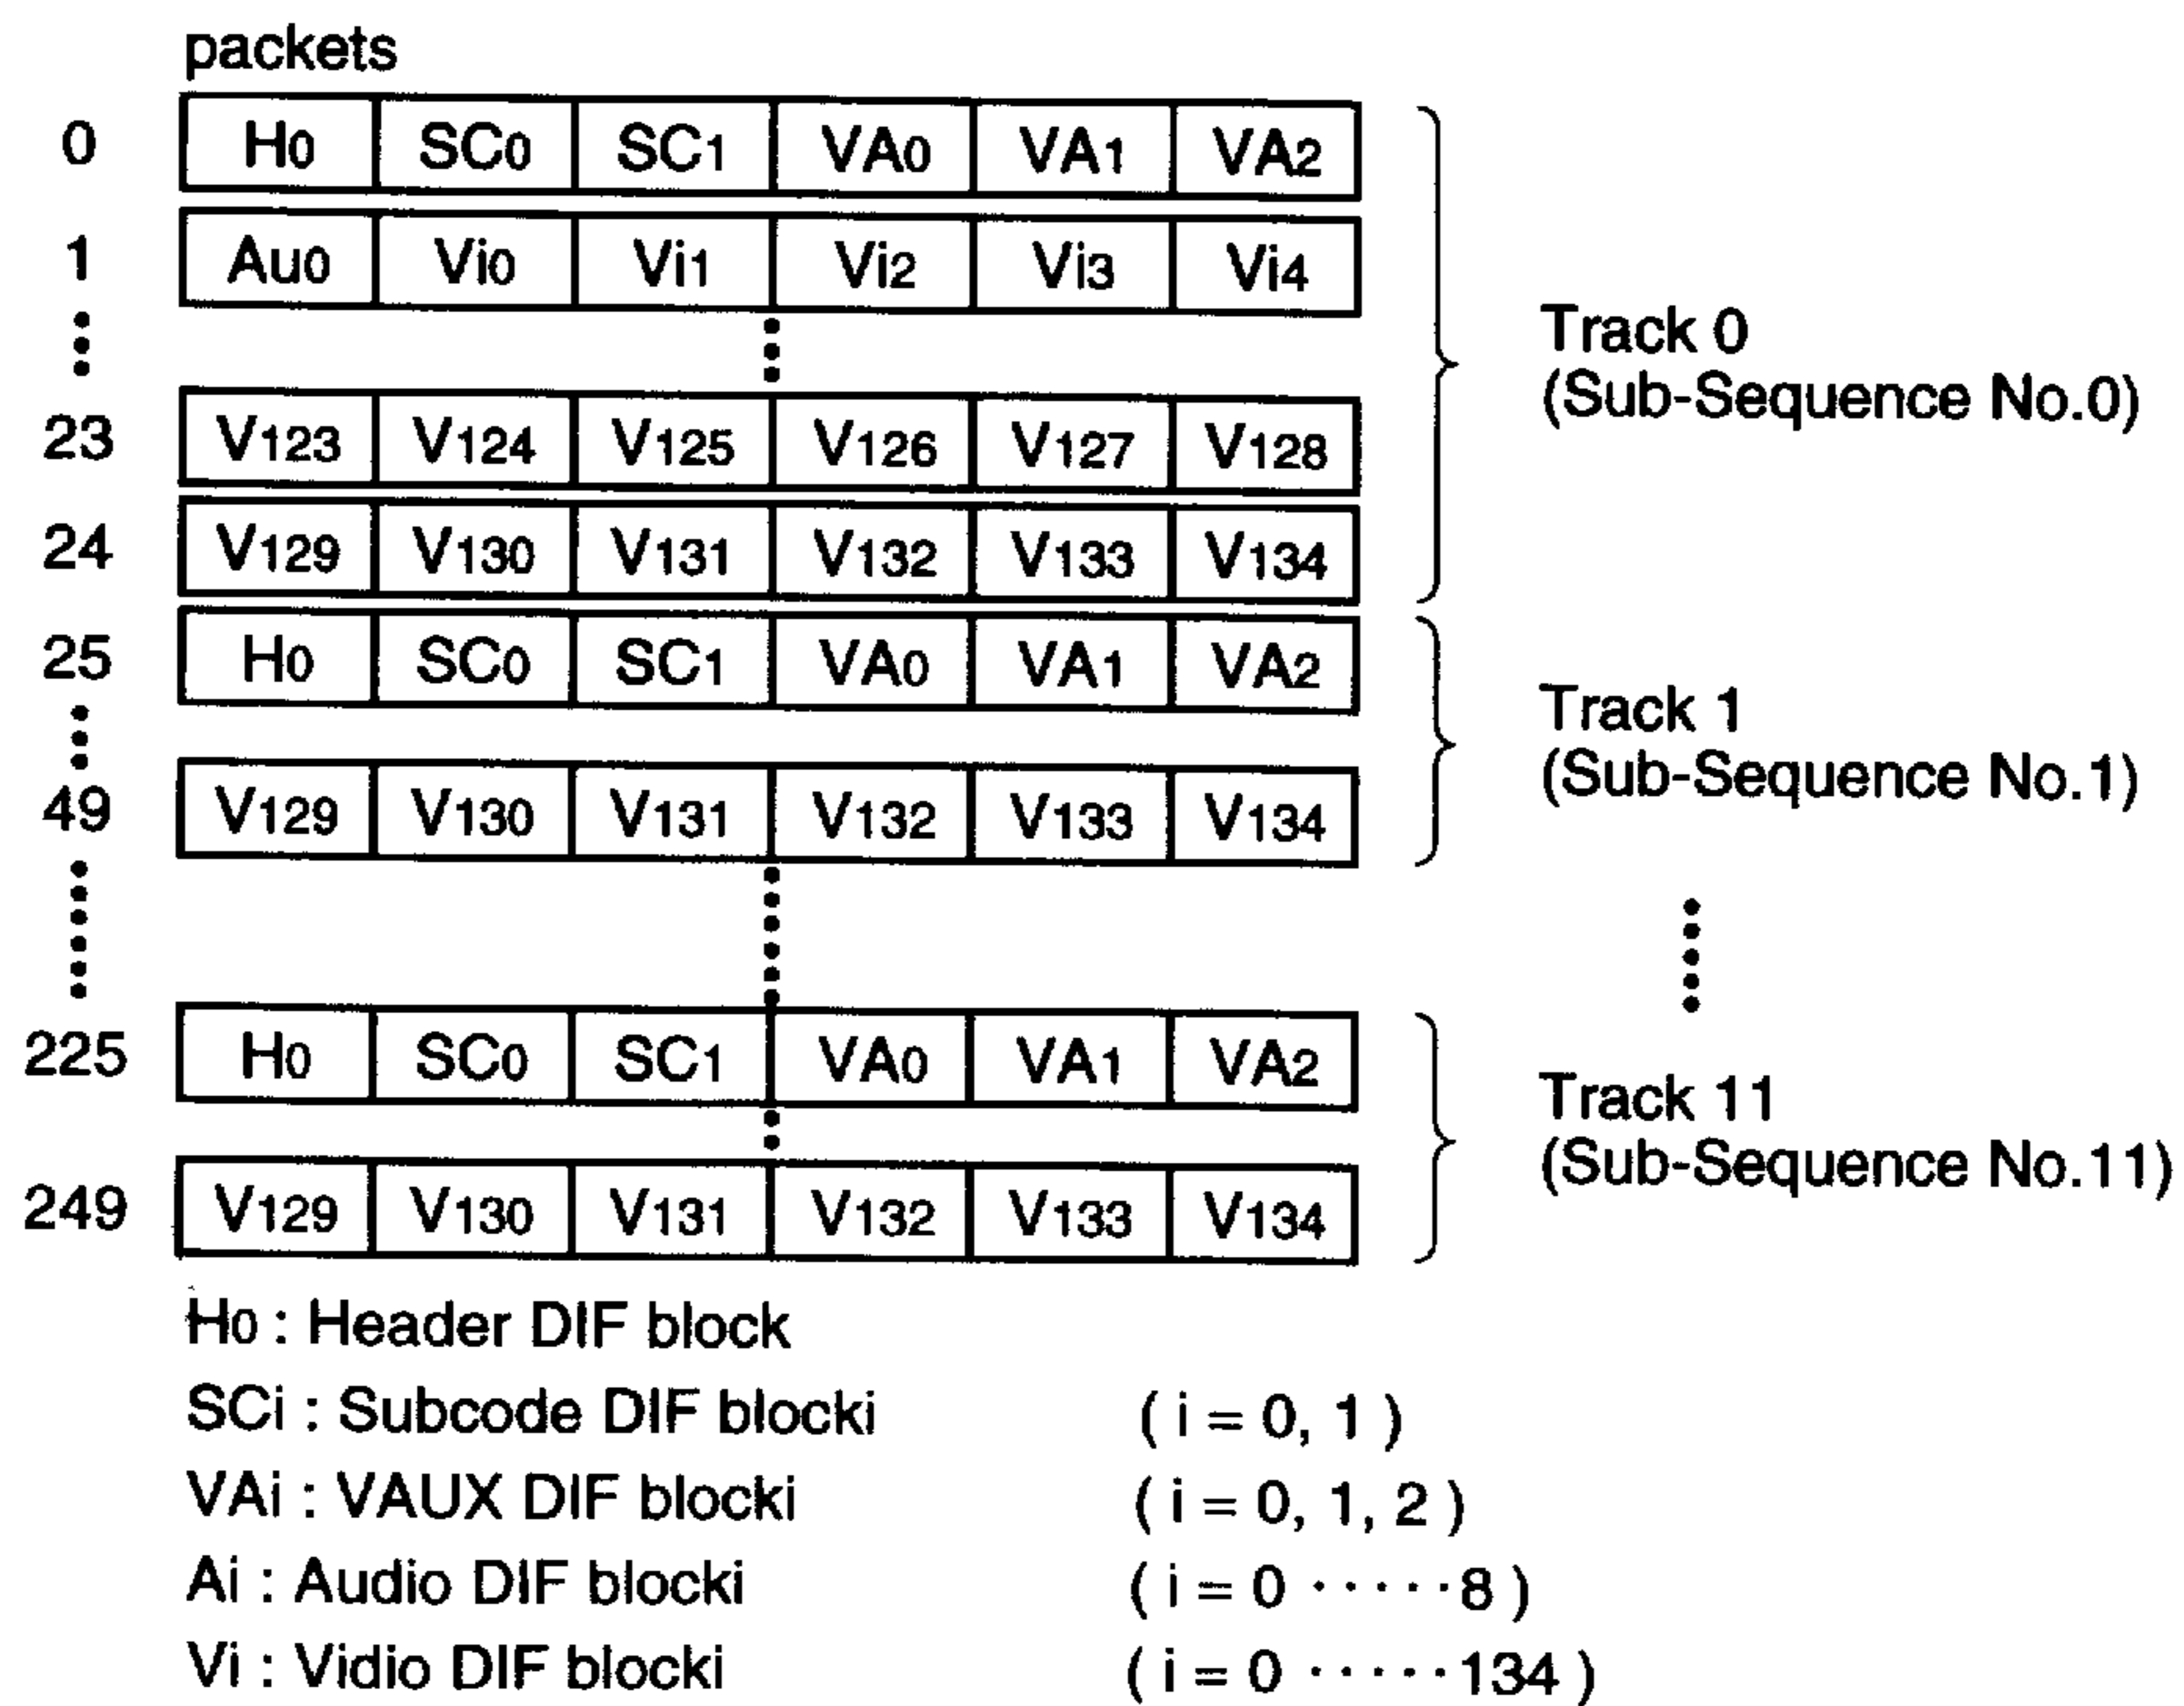 packets
0 H0 SC0 SC1 VA0 VA1 VA2
1 Au0 Vi0 Vi1 Vi2 Vi3 Vi4
Track 0
(Sub-Sequence No.0)
23 V123 V124 V125 V126 V127 V128
24 V129 V130 V131 V132 V133 V134
25 H0 SC0 SC1 VA0 VA1 VA2
Track 1
(Sub-Sequence No.1)
49 V129 V130 V131 V132 V133 V134
225 H0 SC0 SC1 VA0 VA1 VA2
Track 11
(Sub-Sequence No.11)
249 V129 V130 V131 V132 V133 V134
H0 : Header DIF block
SCi : Subcode DIF blocki ( i = 0, 1 )
VAi : VAUX DIF blocki ( i = 0, 1, 2 )
Ai : Audio DIF blocki ( i = 0 ····· 8 )
Vi : Vidio DIF blocki ( i = 0 ····· 134 )